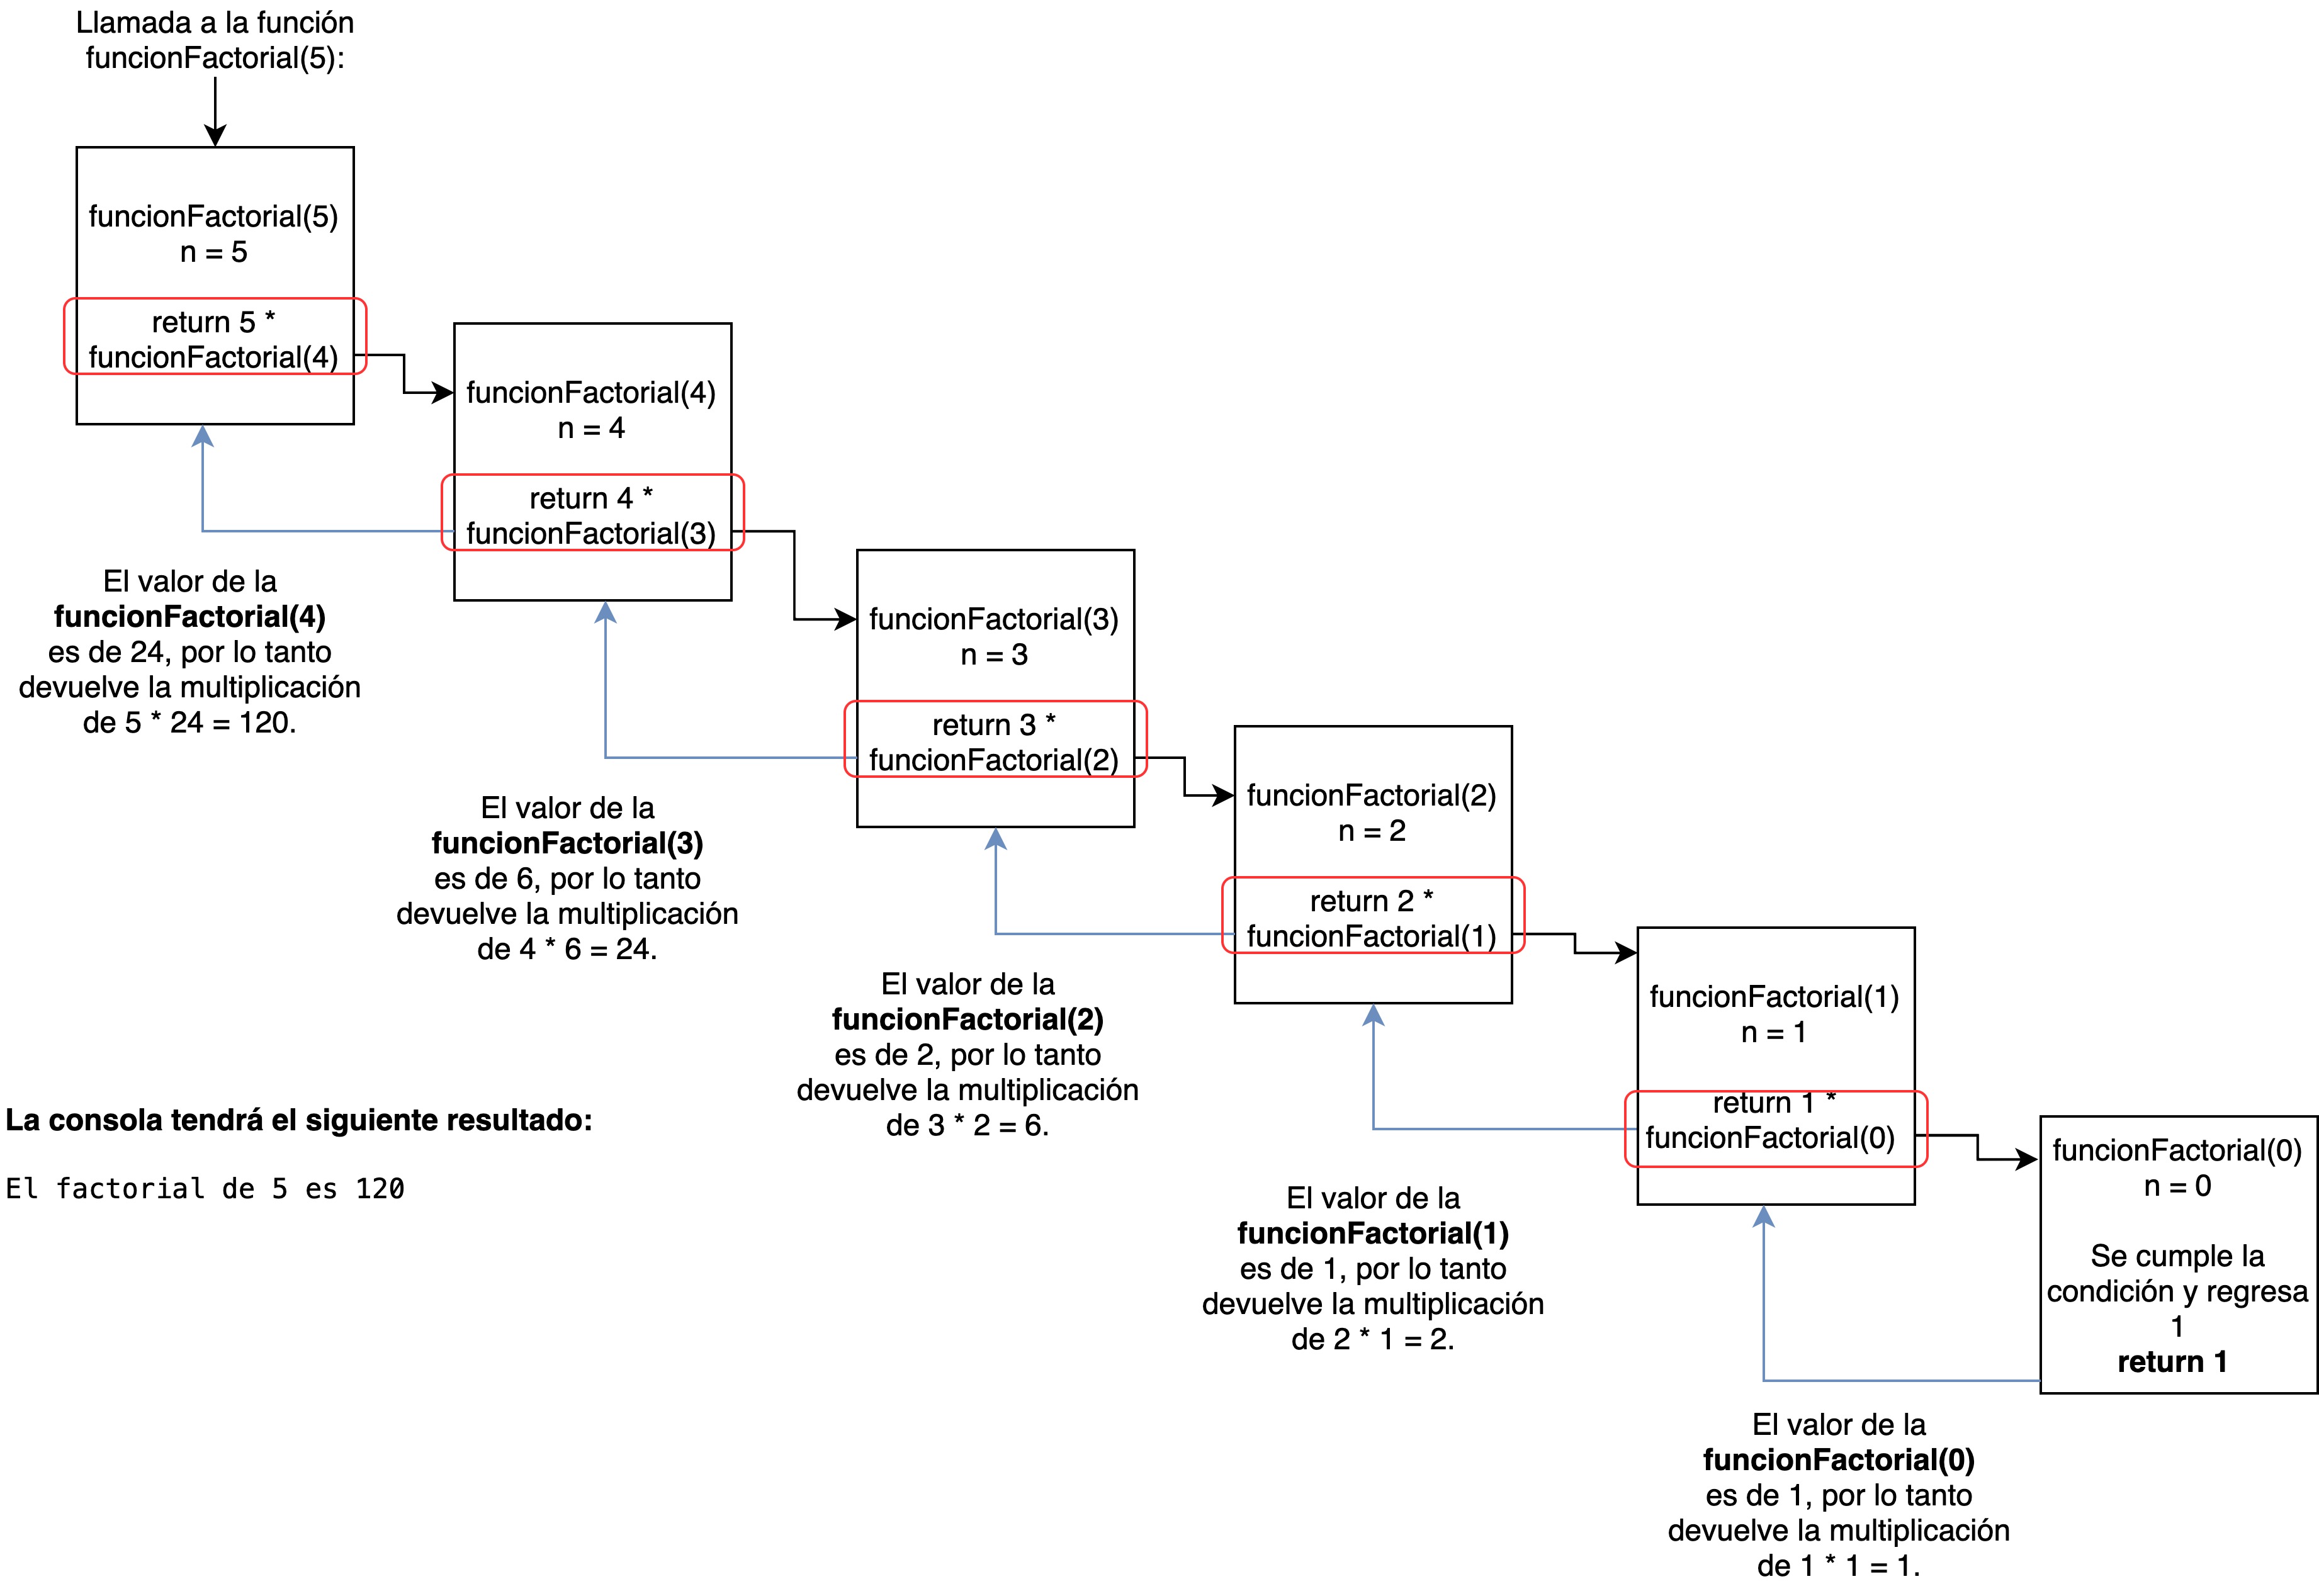 Llamada a la función
funcionFactorial(5):
funcionFactorial(5)
n = 5
return 5 *
funcionFactorial(4)
funcionFactorial(4)
n = 4
return 4 *
funcionFactorial(3)
El valor de la
funcionFactorial(4)
es de 24, por lo tanto
devuelve la multiplicación
de 5 * 24 = 120.
funcionFactorial(3)
n = 3
return 3 *
funcionFactorial(2)
El valor de la
funcionFactorial(3)
es de 6, por lo tanto
devuelve la multiplicación
de 4 * 6 = 24.
funcionFactorial(2)
n = 2
return 2 *
funcionFactorial(1)
El valor de la
funcionFactorial(2)
es de 2, por lo tanto
devuelve la multiplicación
de 3 * 2 = 6.
funcionFactorial(1)
n = 1
return 1 *
funcionFactorial(0)
La consola tendrá el siguiente resultado:
El factorial de 5 es 120
El valor de la
funcionFactorial(1)
es de 1, por lo tanto
devuelve la multiplicación
de 2 * 1 = 2.
funcionFactorial(0)
n = 0
Se cumple la
condición y regresa
1
return 1
El valor de la
funcionFactorial(0)
es de 1, por lo tanto
devuelve la multiplicación
de 1 * 1 = 1.